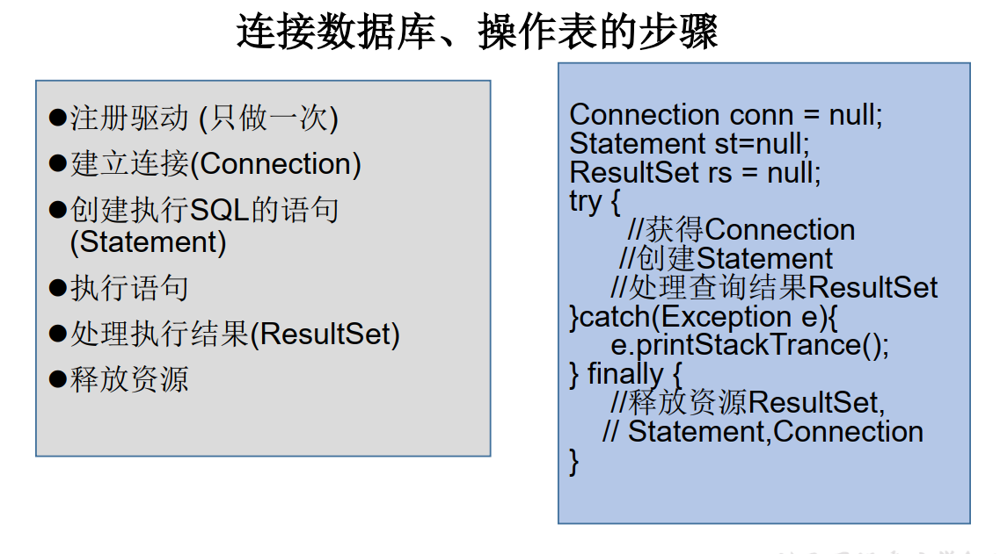 连接数据库、操作表的步骤
●注册驱动 (只做一次)
●建立连接(Connection)
●创建执行SQL的语句
(Statement)
●执行语句
●处理执行结果(ResultSet)
●释放资源
Connection conn = null;
Statement st=null;
ResultSet rs = null;
try {
//获得Connection
//创建Statement
//处理查询结果ResultSet
}catch(Exception e){
e.printStackTrance();
} finally {
//释放资源ResultSet,
// Statement,Connection
}